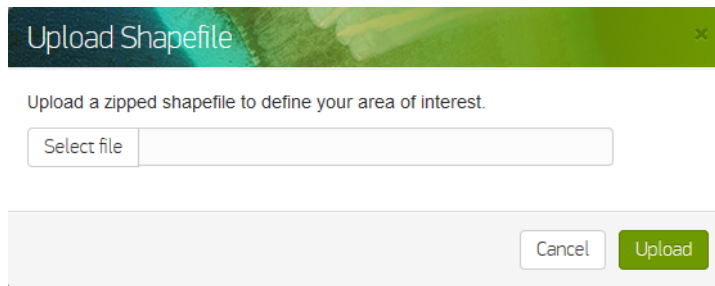 Upload Shapefile
×
Upload a zipped shapefile to define your area of interest.
Select file
Cancel Upload